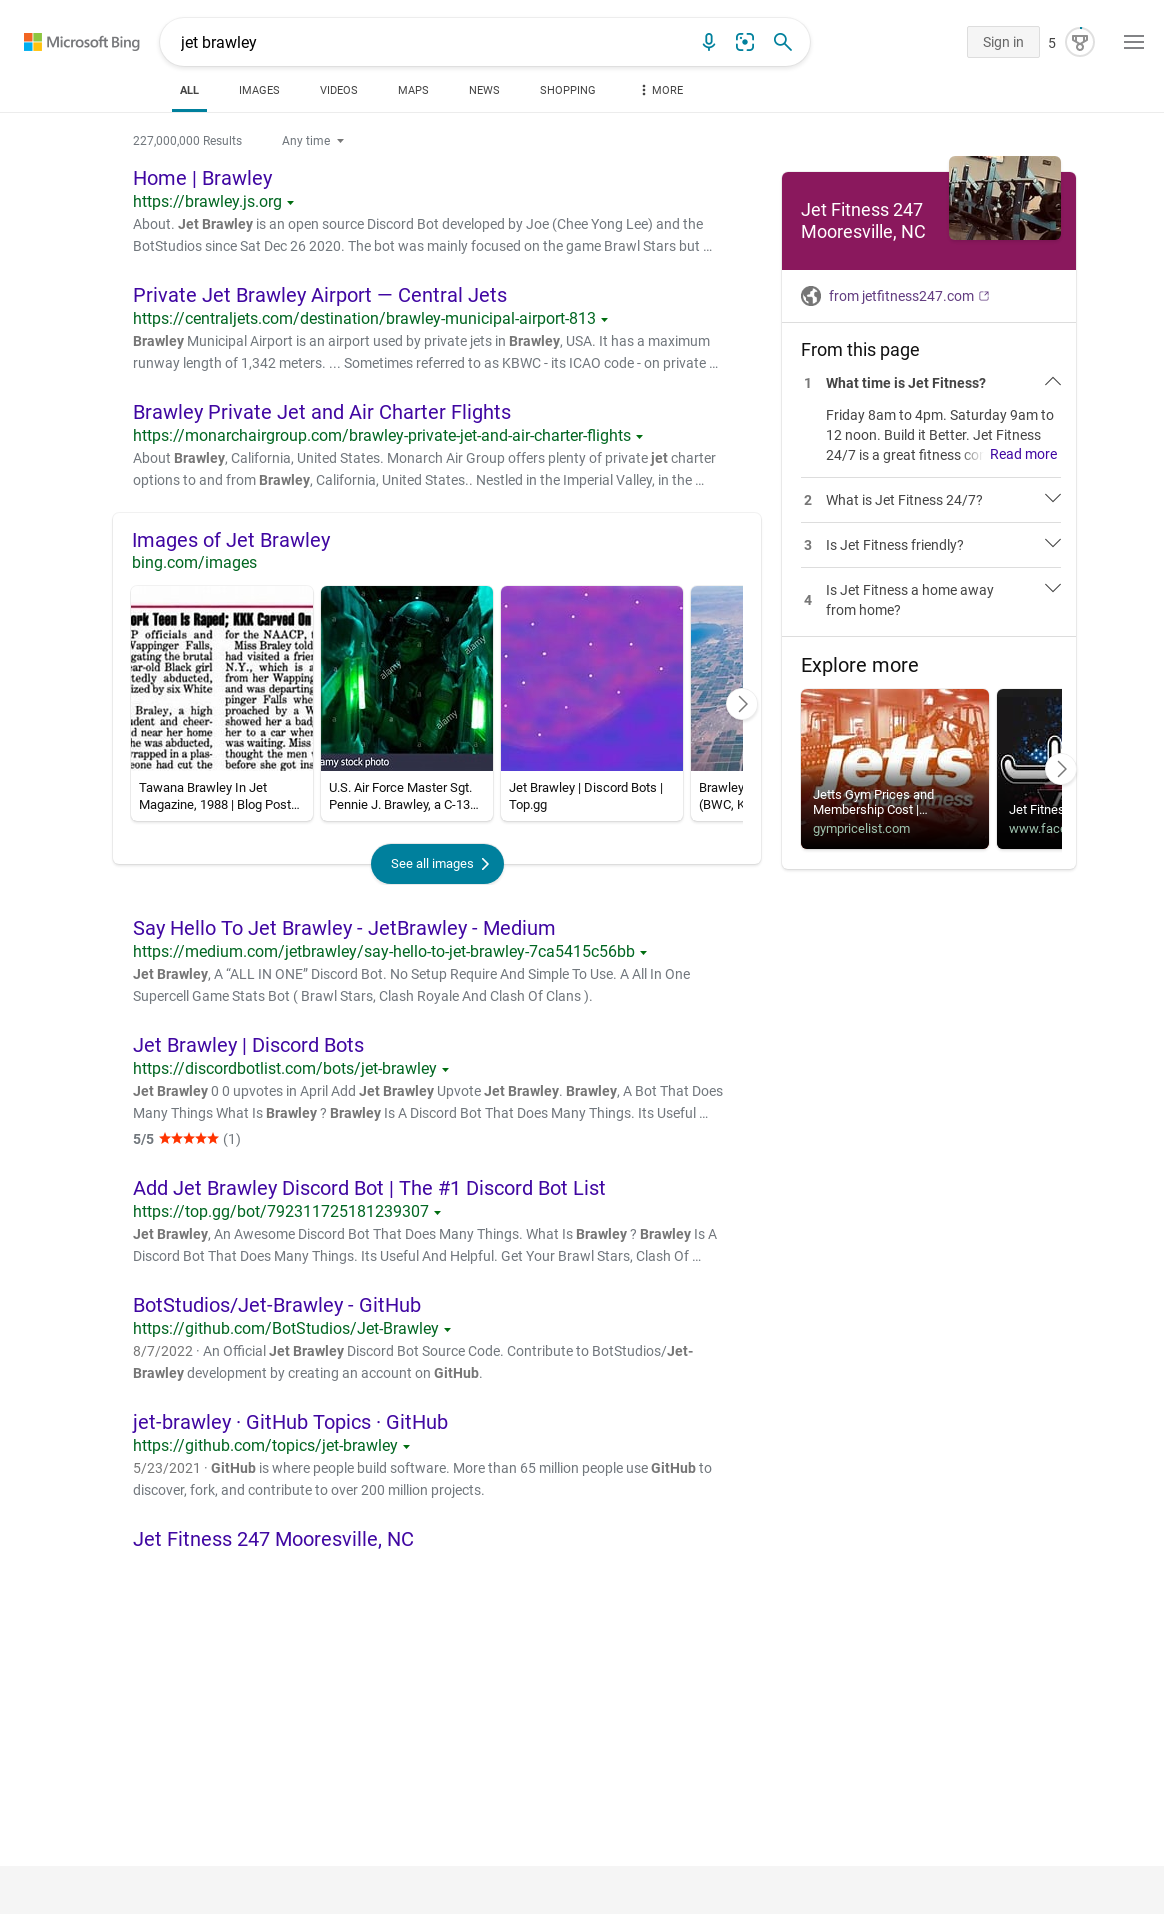 Microsoft Bing
jet brawley
Sign in
5
ALL
IMAGES
VIDEOS
MAPS
NEWS
SHOPPING
MORE
227,000,000 Results
Any time
Home | Brawley
https://brawley.js.org
About. Jet Brawley is an open source Discord Bot developed by Joe (Chee Yong Lee) and the
BotStudios since Sat Dec 26 2020. The bot was mainly focused on the game Brawl Stars but ...
Private Jet Brawley Airport — Central Jets
https://centraljets.com/destination/brawley-municipal-airport-813
Brawley Municipal Airport is an airport used by private jets in Brawley, USA. It has a maximum
runway length of 1,342 meters. ... Sometimes referred to as KBWC - its ICAO code - on private ...
Brawley Private Jet and Air Charter Flights
https://monarchairgroup.com/brawley-private-jet-and-air-charter-flights
About Brawley, California, United States. Monarch Air Group offers plenty of private jet charter
options to and from Brawley, California, United States.. Nestled in the Imperial Valley, in the ...
Images of Jet Brawley
bing.com/images
ork Teen Is Raped; KKK Carved On
P officials and
Wappinger Falls,
gating the brutal
ear-old Black girl
tedly abducted,
ized by six White
Braley, a high
dent and cheer-
d near her home
he was abducted,
rapped in a plas-
eone had cut the
for the NAACP, f
Miss Braley told
had visited a frier
N.Y., which is a
from her Wapping
and was departing
pinger Falls whe
proached by a W
showed her a badg
her to a car where
was waiting. Miss
thought the men w
before she got ins
Tawana Brawley In Jet
Magazine, 1988 | Blog Post...
alamy
alamy
amy stock photo
U.S. Air Force Master Sgt.
Pennie J. Brawley, a C-13...
Jet Brawley | Discord Bots |
Top.gg
Brawley
(BWC, K
See all images
Say Hello To Jet Brawley - JetBrawley - Medium
https://medium.com/jetbrawley/say-hello-to-jet-brawley-7ca5415c56bb
Jet Brawley, A “ALL IN ONE” Discord Bot. No Setup Require And Simple To Use. A All In One
Supercell Game Stats Bot ( Brawl Stars, Clash Royale And Clash Of Clans ).
Jet Brawley | Discord Bots
https://discordbotlist.com/bots/jet-brawley
Jet Brawley 0 0 upvotes in April Add Jet Brawley Upvote Jet Brawley. Brawley, A Bot That Does
Many Things What Is Brawley ? Brawley Is A Discord Bot That Does Many Things. Its Useful ...
5/5 ★★★★★ (1)
Add Jet Brawley Discord Bot | The #1 Discord Bot List
https://top.gg/bot/792311725181239307
Jet Brawley, An Awesome Discord Bot That Does Many Things. What Is Brawley ? Brawley Is A
Discord Bot That Does Many Things. Its Useful And Helpful. Get Your Brawl Stars, Clash Of ...
BotStudios/Jet-Brawley - GitHub
https://github.com/BotStudios/Jet-Brawley
8/7/2022 · An Official Jet Brawley Discord Bot Source Code. Contribute to BotStudios/Jet-
Brawley development by creating an account on GitHub.
jet-brawley · GitHub Topics · GitHub
https://github.com/topics/jet-brawley
5/23/2021 · GitHub is where people build software. More than 65 million people use GitHub to
discover, fork, and contribute to over 200 million projects.
Jet Fitness 247 Mooresville, NC
Jet Fitness 247
Mooresville, NC
from jetfitness247.com
From this page
1 What time is Jet Fitness?
Friday 8am to 4pm. Saturday 9am to
12 noon. Build it Better. Jet Fitness
24/7 is a great fitness co Read more
2 What is Jet Fitness 24/7?
3 Is Jet Fitness friendly?
4 Is Jet Fitness a home away
from home?
Explore more
jetts
24 hour fitness
Jetts Gym Prices and
Membership Cost |...
gympricelist.com
Jet Fitnes
www.face